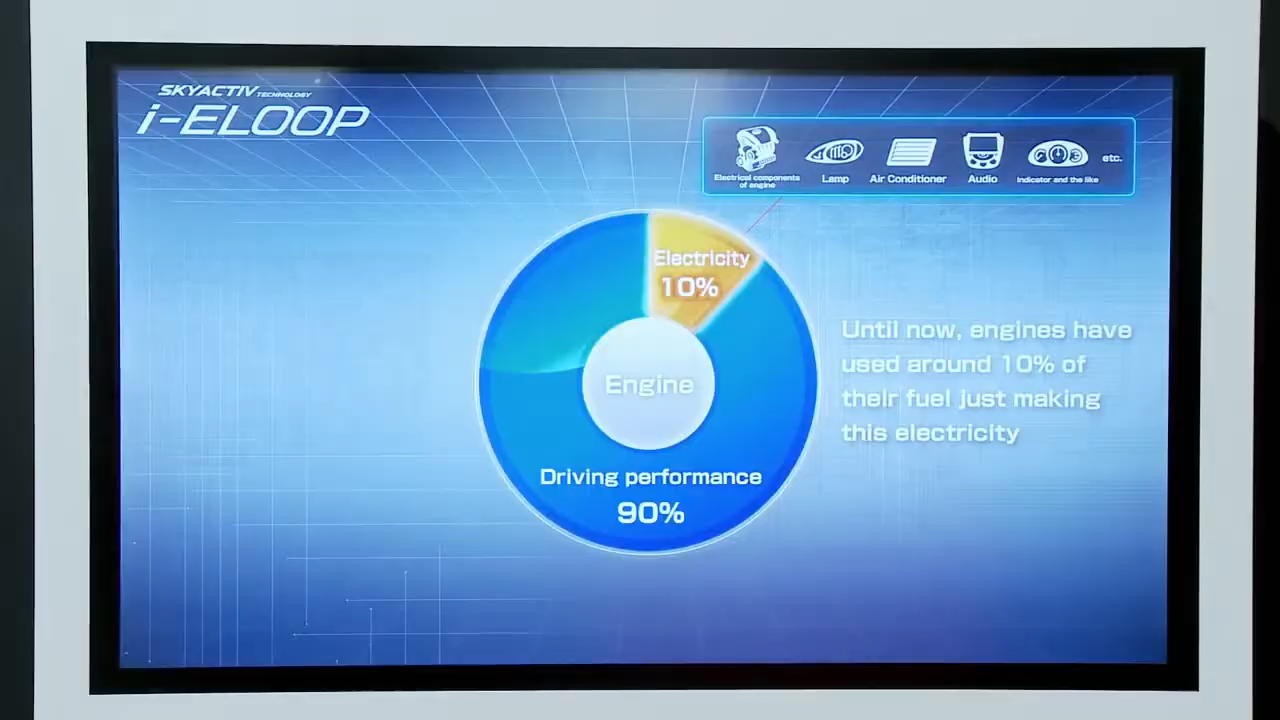 SKYACTIV TECHNOLOGY
i-ELOOP
Electrical components
of engine
Lamp
Air Conditioner
Audio
Indicator and the like
etc.
Electricity
10%
Engine
Driving performance
90%
Until now, engines have
used around 10% of
their fuel just making
this electricity